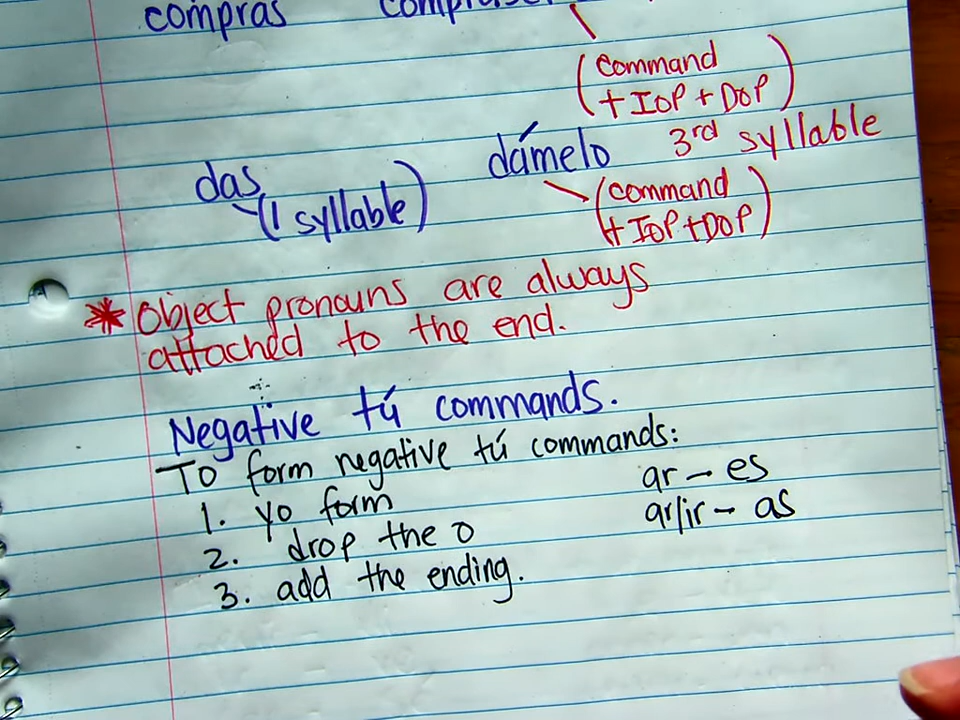 compras
(command
+ IOP + DOP)
das dámelo 3rd syllable
(1 syllable) (command
+ IOP + DOP)
* Object pronouns are always
attached to the end.
Negative tú commands.
To form negative tú commands:
1. yo form ar - es
2. drop the o ar/ir - as
3. add the ending.